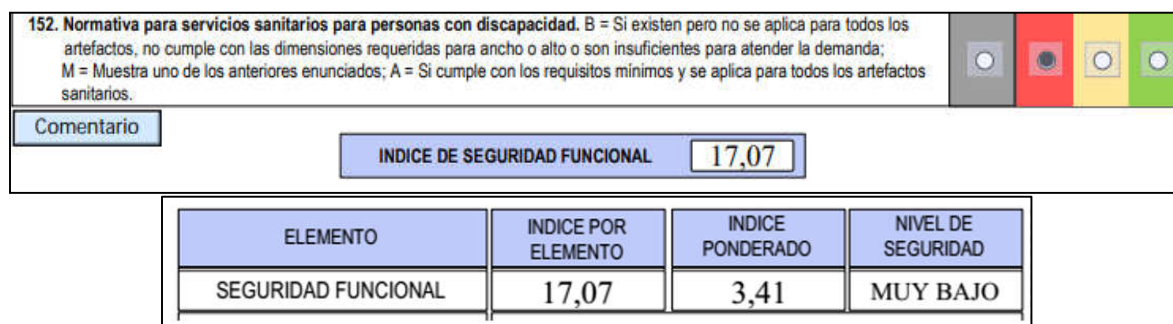 152. Normativa para servicios sanitarios para personas con discapacidad. B = Si existen pero no se aplica para todos los
artefactos, no cumple con las dimensiones requeridas para ancho o alto o son insuficientes para atender la demanda;
M = Muestra uno de los anteriores enunciados; A = Si cumple con los requisitos mínimos y se aplica para todos los artefactos
sanitarios.
Comentario
INDICE DE SEGURIDAD FUNCIONAL 17,07
ELEMENTO INDICE POR ELEMENTO INDICE PONDERADO NIVEL DE SEGURIDAD
SEGURIDAD FUNCIONAL 17,07 3,41 MUY BAJO